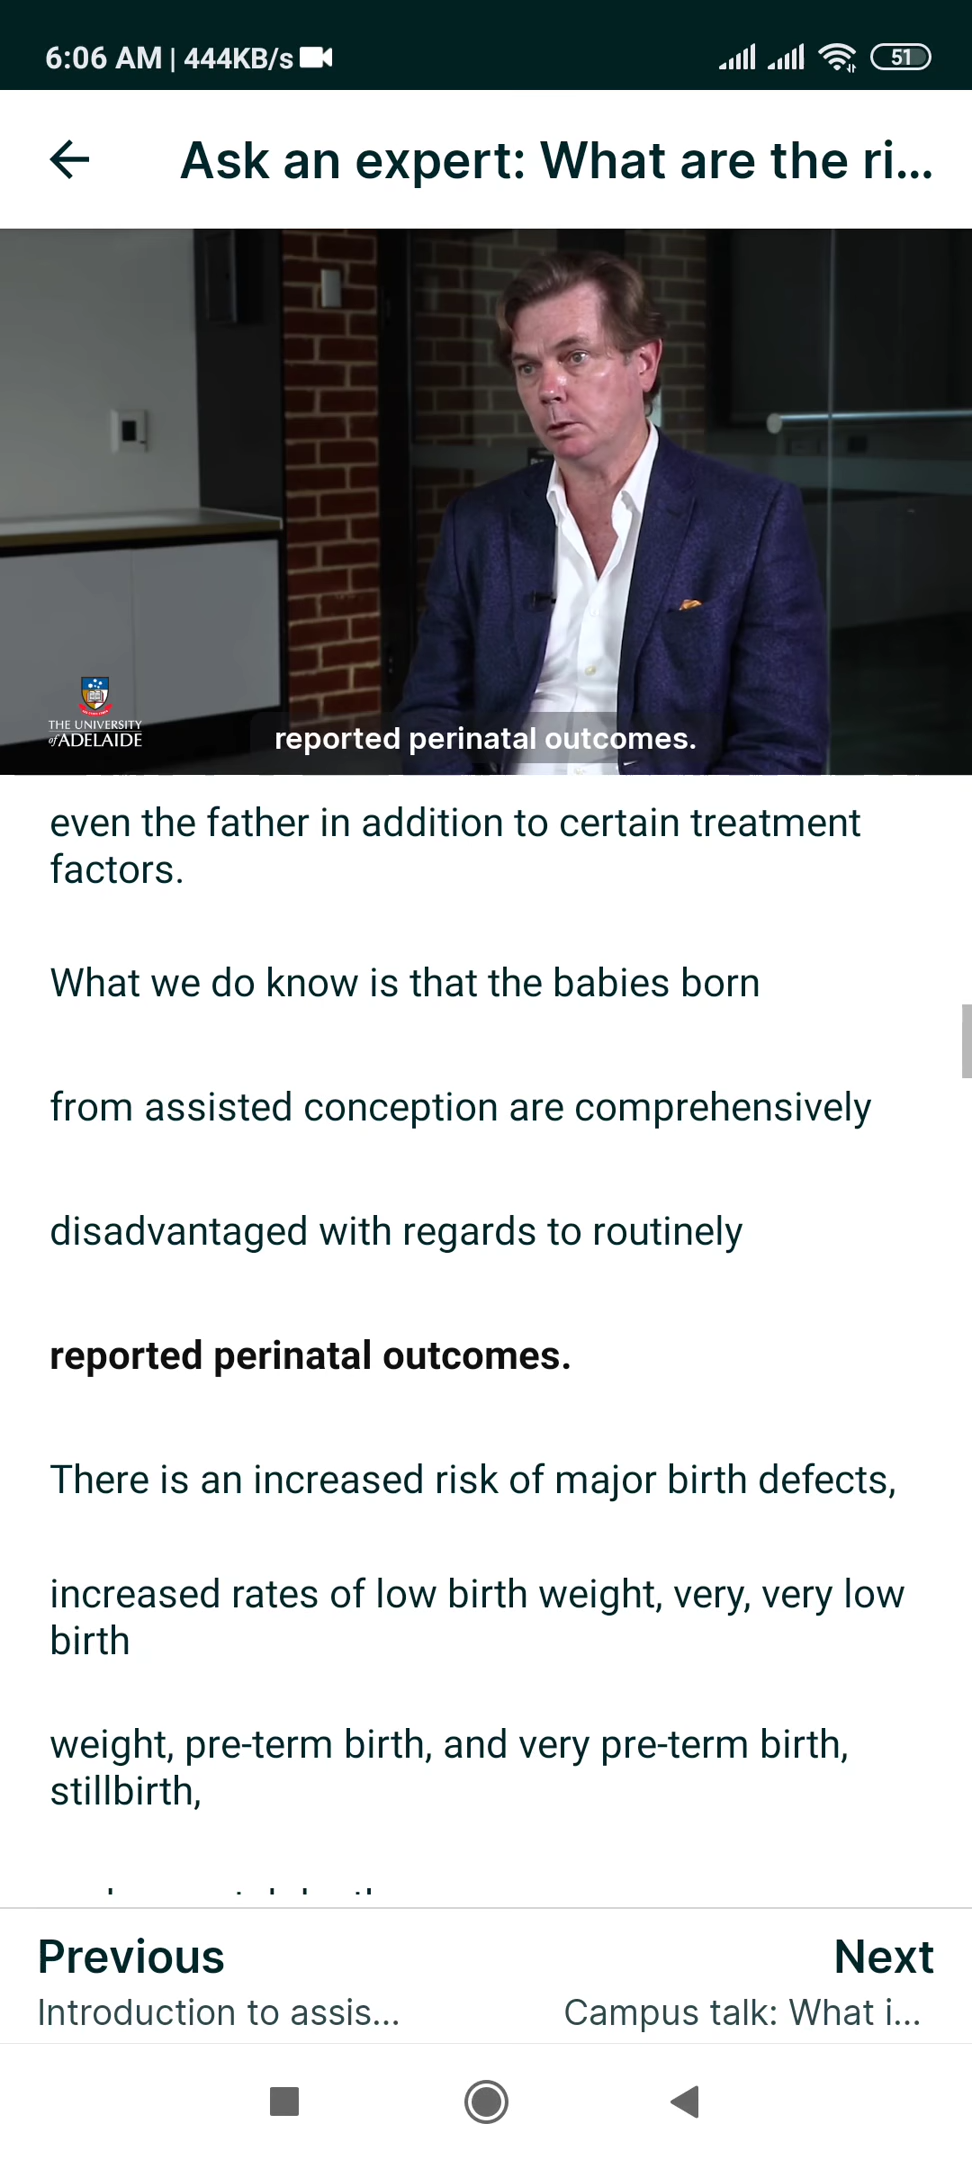 6:06 AM | 444KB/s
51
Ask an expert: What are the ri...
THE UNIVERSITY
of ADELAIDE
reported perinatal outcomes.
even the father in addition to certain treatment
factors.
What we do know is that the babies born
from assisted conception are comprehensively
disadvantaged with regards to routinely
reported perinatal outcomes.
There is an increased risk of major birth defects,
increased rates of low birth weight, very, very low
birth
weight, pre-term birth, and very pre-term birth,
stillbirth,
Previous
Next
Introduction to assis...
Campus talk: What i...